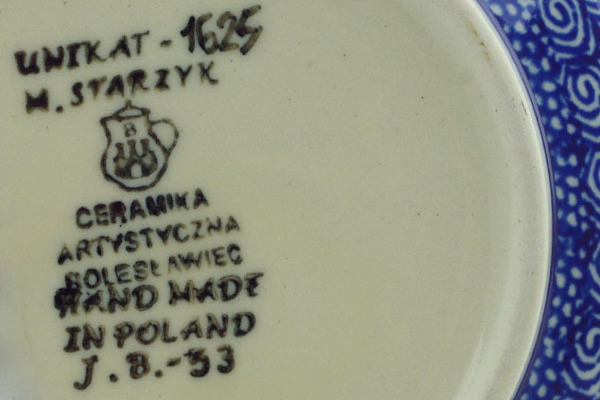 UNIKAT - 1625
M. STARZYK
B
CERAMIKA
ARTYSTYCZNA
BOLESŁAWIEC
HAND MADE
IN POLAND
J.B.-53